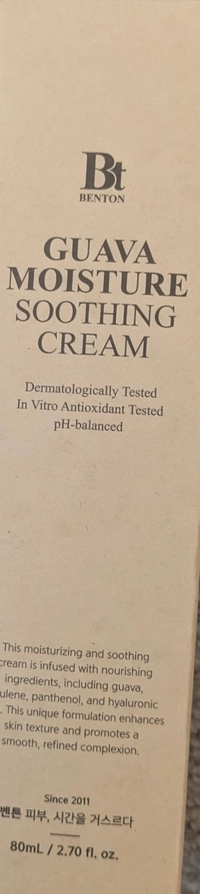 Bt
BENTON
GUAVA
MOISTURE
SOOTHING
CREAM
Dermatologically Tested
In Vitro Antioxidant Tested
pH-balanced
This moisturizing and soothing
cream is infused with nourishing
ingredients, including guava,
panthenol, and hyaluronic
. This unique formulation enhances
skin texture and promotes a
smooth, refined complexion.
Since 2011
벤튼 피부, 시간을 거스르다
80mL / 2.70 fl. oz.